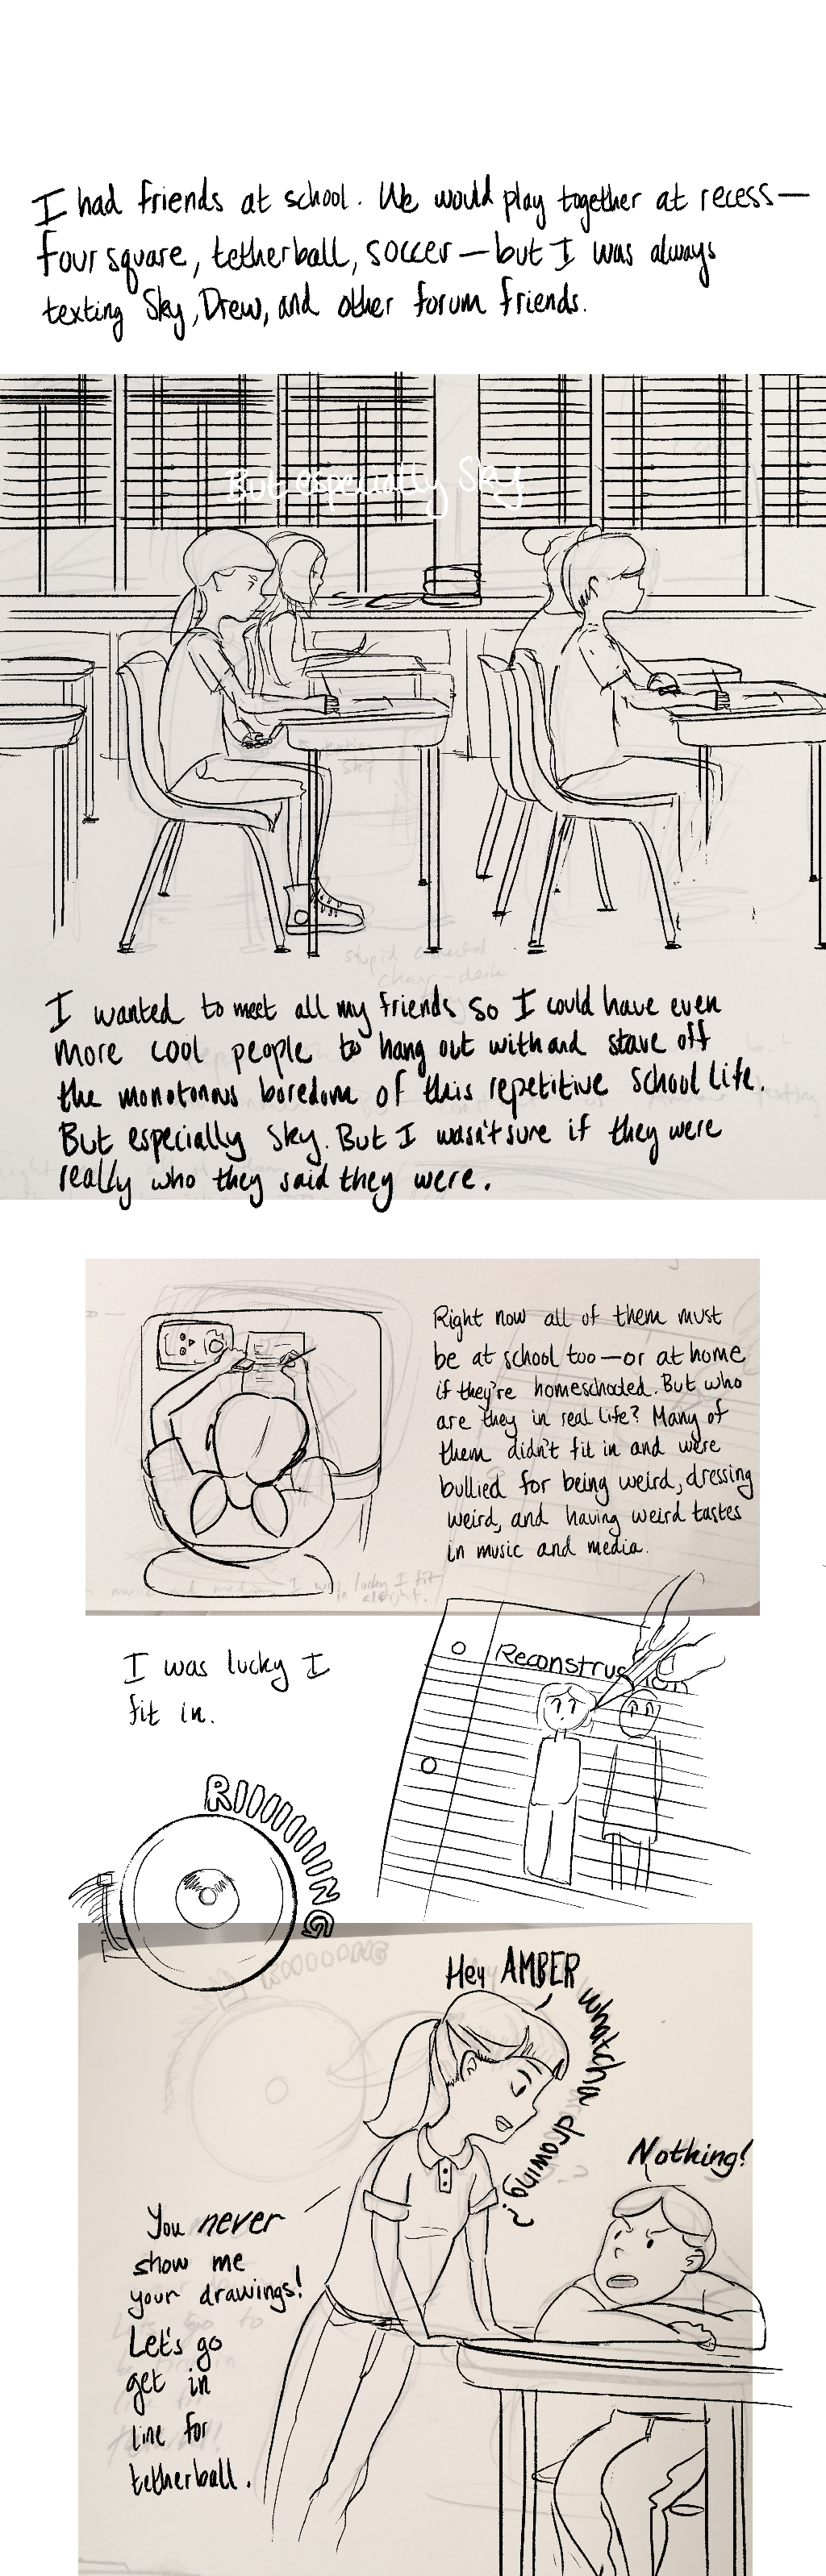 I had friends at school. We would play together at recess—
four square, tetherball, soccer—but I was always
texting Sky, Drew, and other forum friends.
But especially Sky
sky
stupid connected
chair-desk
I wanted to meet all my friends so I could have even
more cool people to hang out with and stave off
the monotonous boredom of this repetitive school life.
But especially Sky. But I wasn't sure if they were
really who they said they were.
Right now all of them must
be at school too—or at home
if they're homeschooled. But who
are they in real life? Many of
them didn't fit in and were
bullied for being weird, dressing
weird, and having weird tastes
in music and media.
I was lucky I
fit in.
Reconstruction
RIIIIIIIING
Hey AMBER
whatcha drawing?
Nothing!
You never
show me
your drawings!
Let's go
get in
line for
tetherball.